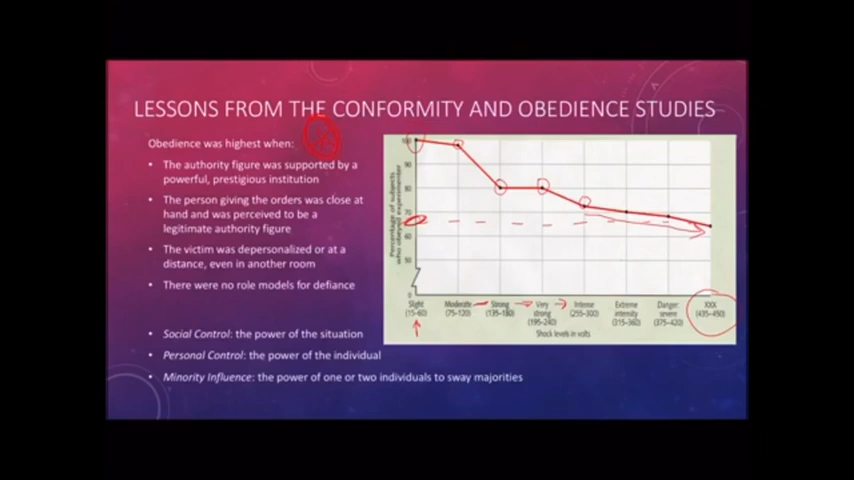 LESSONS FROM THE CONFORMITY AND OBEDIENCE STUDIES
Obedience was highest when:
• The authority figure was supported by a
powerful, prestigious institution
• The person giving the orders was close at
hand and was perceived to be a
legitimate authority figure
• The victim was depersonalized or at a
distance, even in another room
• There were no role models for defiance
• Social Control: the power of the situation
• Personal Control: the power of the individual
• Minority Influence: the power of one or two individuals to sway majorities
Percentage of subjects
who obeyed experimenter
100
90
80
70
60
50
0
Slight
(15-60)
Moderate
(75-120)
Strong
(135-180)
Very
strong
(195-240)
Intense
(255-300)
Extreme
intensity
(315-360)
Danger:
severe
(375-420)
XXX
(435-450)
Shock levels in volts